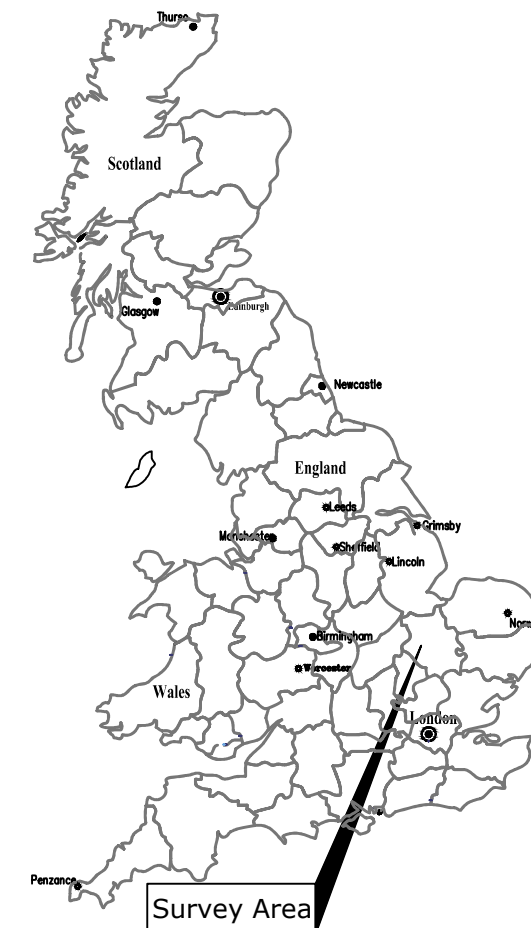 Thurso
Scotland
Edinburgh
Glasgow
Newcastle
England
Leeds
Grimsby
Manchester
Sheffield
Lincoln
Birmingham
Worcester
Wales
London
Penzance
Survey Area